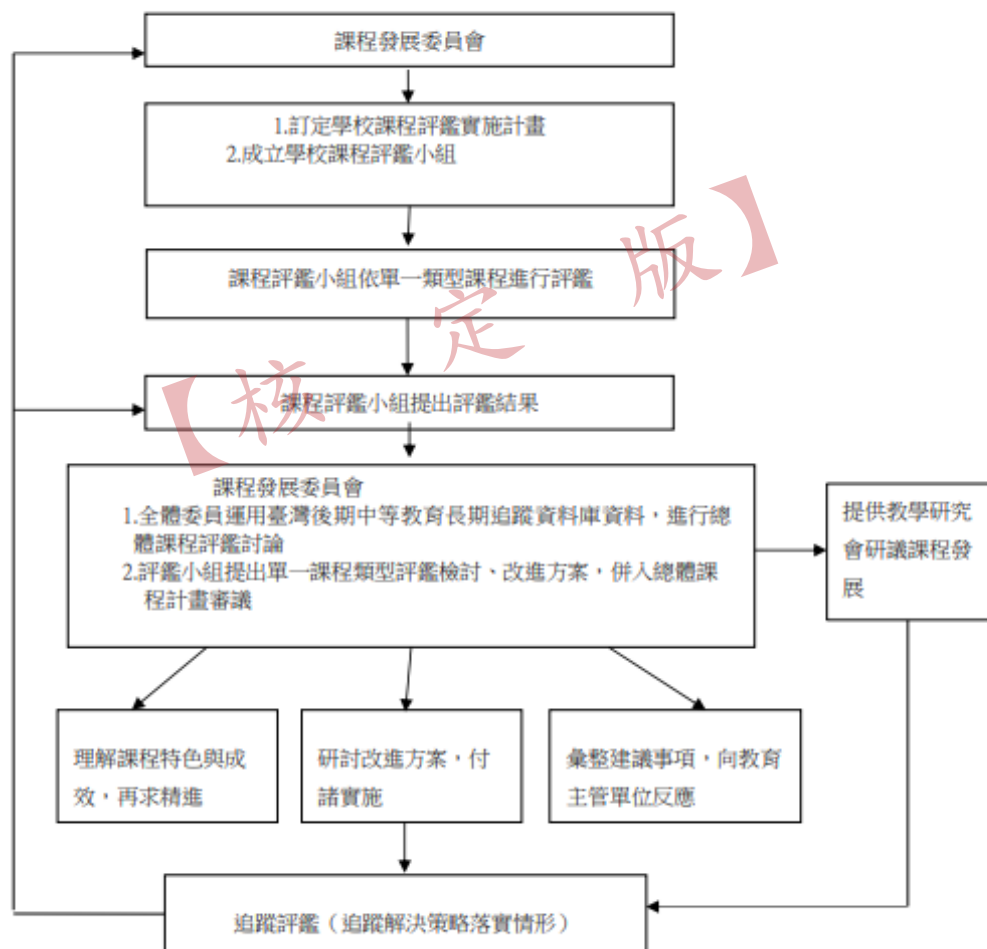 課程發展委員會
1.訂定學校課程評鑑實施計畫
2.成立學校課程評鑑小組
課程評鑑小組依單一類型課程進行評鑑
課程評鑑小組提出評鑑結果
課程發展委員會
1.全體委員運用臺灣後期中等教育長期追蹤資料庫資料，進行總
體課程評鑑討論
2.評鑑小組提出單一課程類型評鑑檢討、改進方案，併入總體課
程計畫審議
提供教學研究
會研議課程發
展
理解課程特色與成
效，再求精進
研討改進方案，付
諸實施
彙整建議事項，向教育
主管單位反應
追蹤評鑑（追蹤解決策略落實情形）
【核定版】